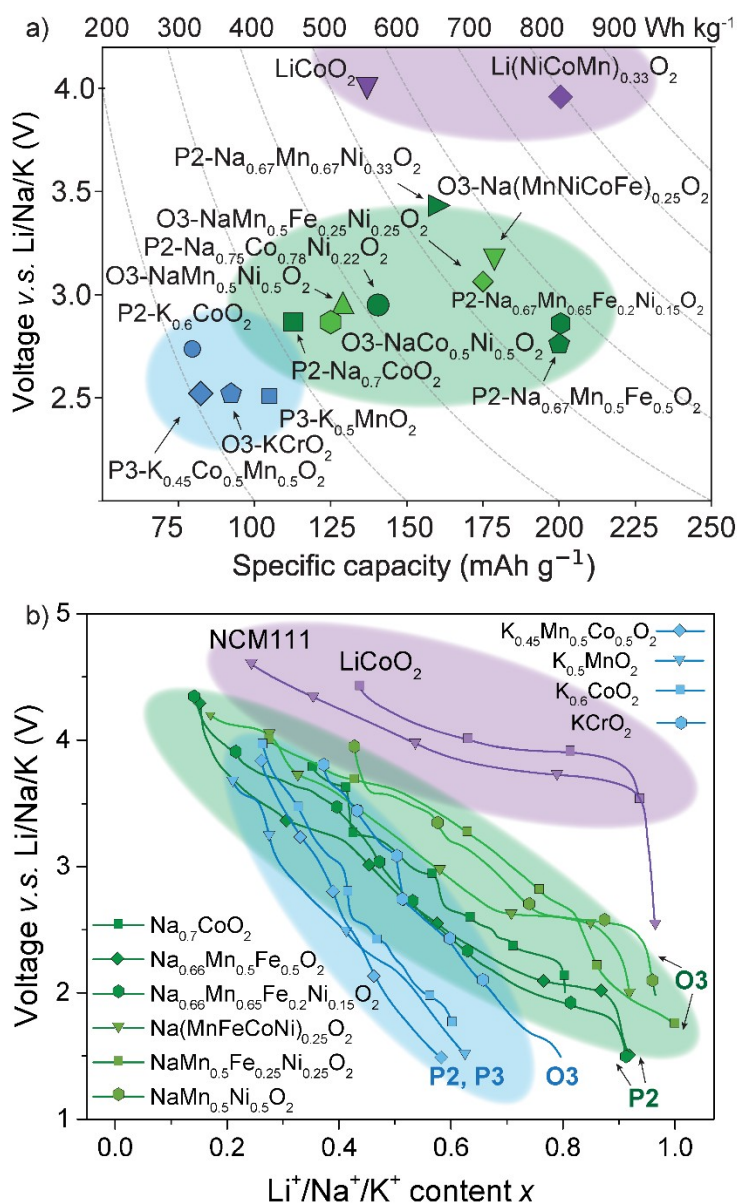 a)
200 300 400 500 600 700 800 900 Wh kg⁻¹
LiCoO₂
Li(NiCoMn)₀.₃₃O₂
P2-Na₀.₆₇Mn₀.₆₇Ni₀.₃₃O₂
O3-Na(MnNiCoFe)₀.₂₅O₂
O3-NaMn₀.₅Fe₀.₂₅Ni₀.₂₅O₂
P2-Na₀.₇₅Co₀.₇₈Ni₀.₂₂O₂
O3-NaMn₀.₅Ni₀.₅O₂
P2-Na₀.₆₇Mn₀.₆₅Fe₀.₂Ni₀.₁₅O₂
P2-K₀.₆CoO₂
O3-NaCo₀.₅Ni₀.₅O₂
P2-Na₀.₇CoO₂
P2-Na₀.₆₇Mn₀.₅Fe₀.₅O₂
P3-K₀.₅MnO₂
O3-KCrO₂
P3-K₀.₄₅Co₀.₅Mn₀.₅O₂
4.0
3.5
3.0
2.5
Voltage v.s. Li/Na/K (V)
75 100 125 150 175 200 225 250
Specific capacity (mAh g⁻¹)
b)
NCM111
LiCoO₂
K₀.₄₅Mn₀.₅Co₀.₅O₂
K₀.₅MnO₂
K₀.₆CoO₂
KCrO₂
Na₀.₇CoO₂
Na₀.₆₆Mn₀.₅Fe₀.₅O₂
Na₀.₆₆Mn₀.₆₅Fe₀.₂Ni₀.₁₅O₂
Na(MnFeCoNi)₀.₂₅O₂
NaMn₀.₅Fe₀.₂₅Ni₀.₂₅O₂
NaMn₀.₅Ni₀.₅O₂
O3
P2, P3
O3
P2
5
4
3
2
1
Voltage v.s. Li/Na/K (V)
0.0 0.2 0.4 0.6 0.8 1.0
Li⁺/Na⁺/K⁺ content x